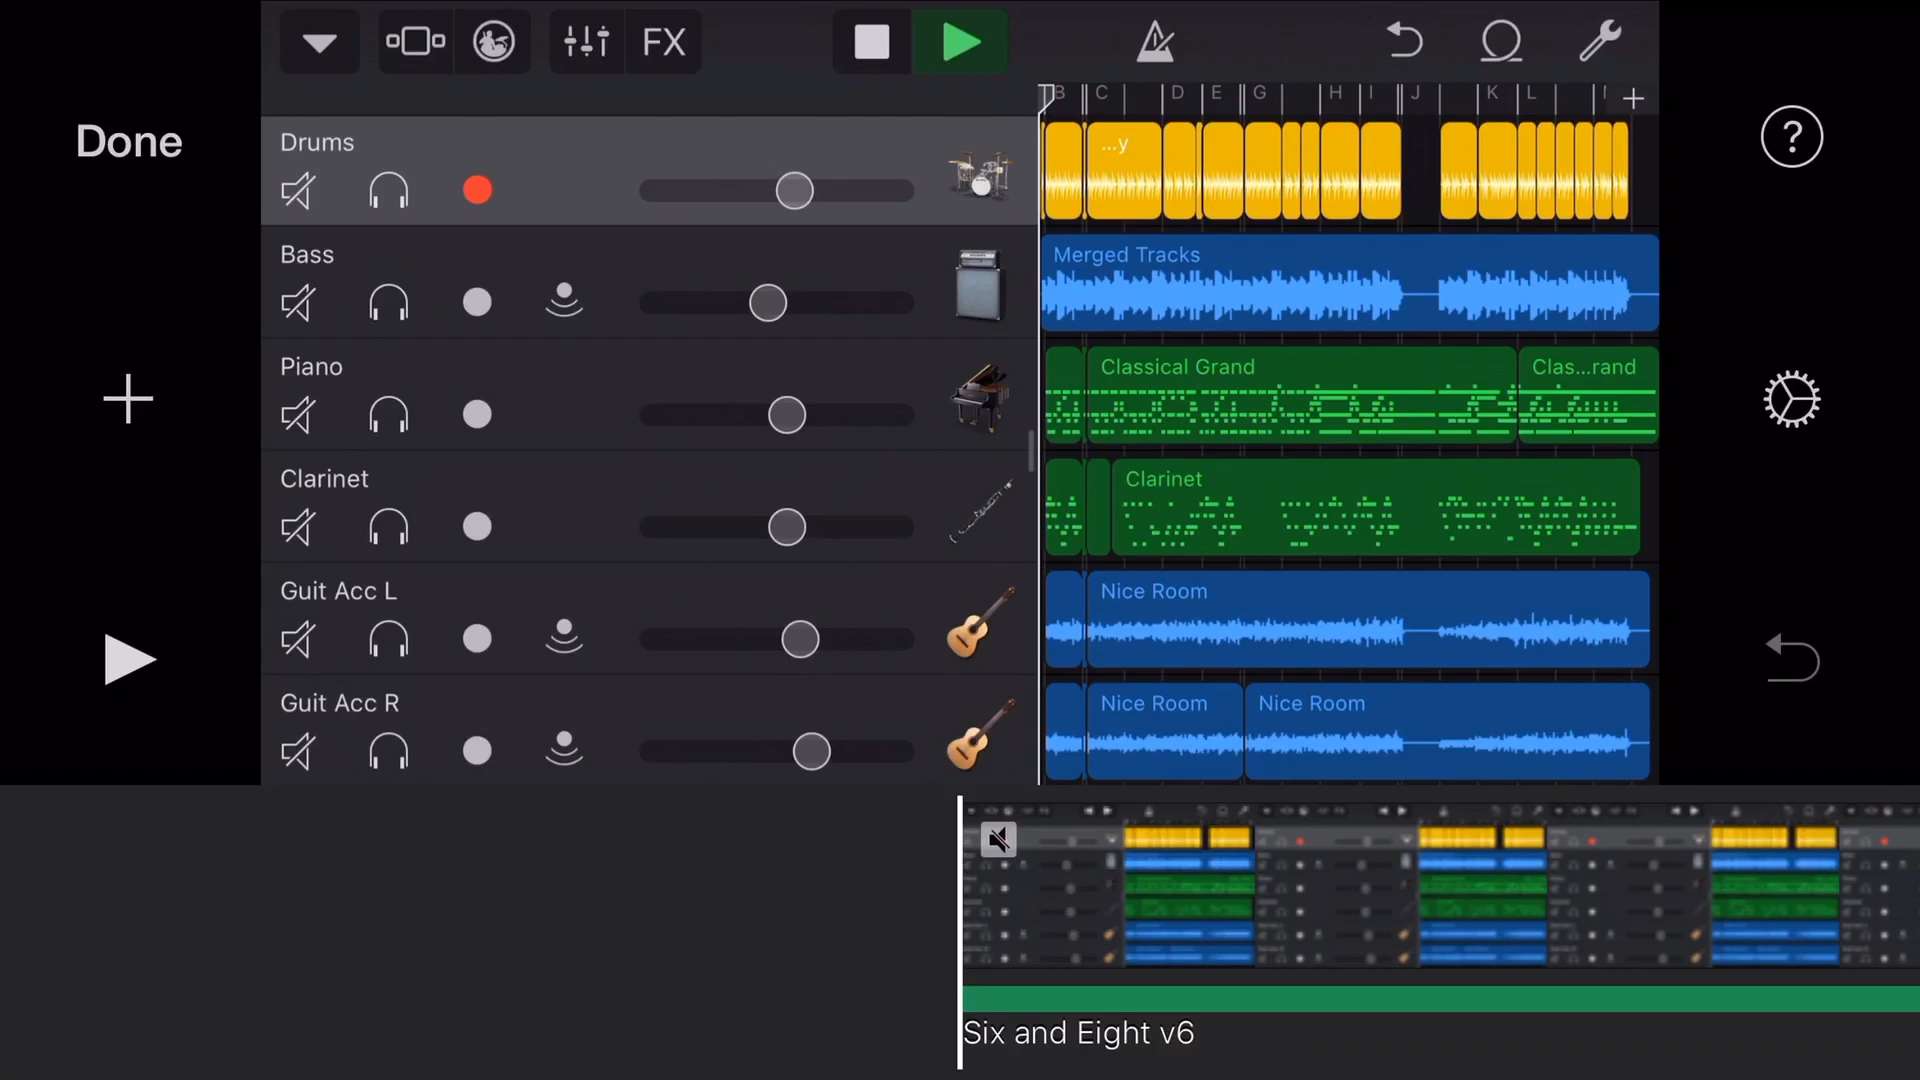 FX
Done
B C D E G H I J K L
Drums
...y
Bass
Merged Tracks
Piano
Classical Grand
Clas...rand
Clarinet
Clarinet
Guit Acc L
Nice Room
Guit Acc R
Nice Room
Nice Room
Six and Eight v6